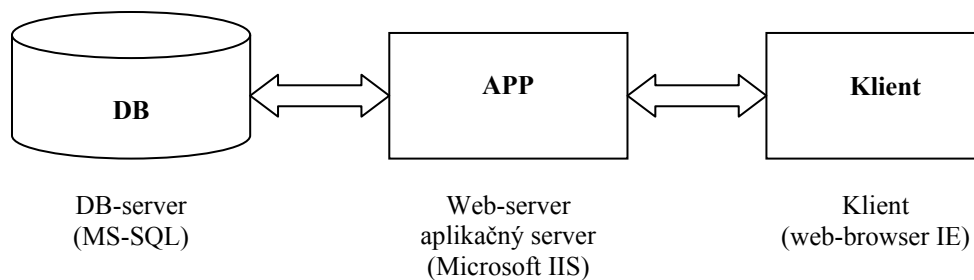 DB
APP
Klient
DB-server
(MS-SQL)
Web-server
aplikačný server
(Microsoft IIS)
Klient
(web-browser IE)